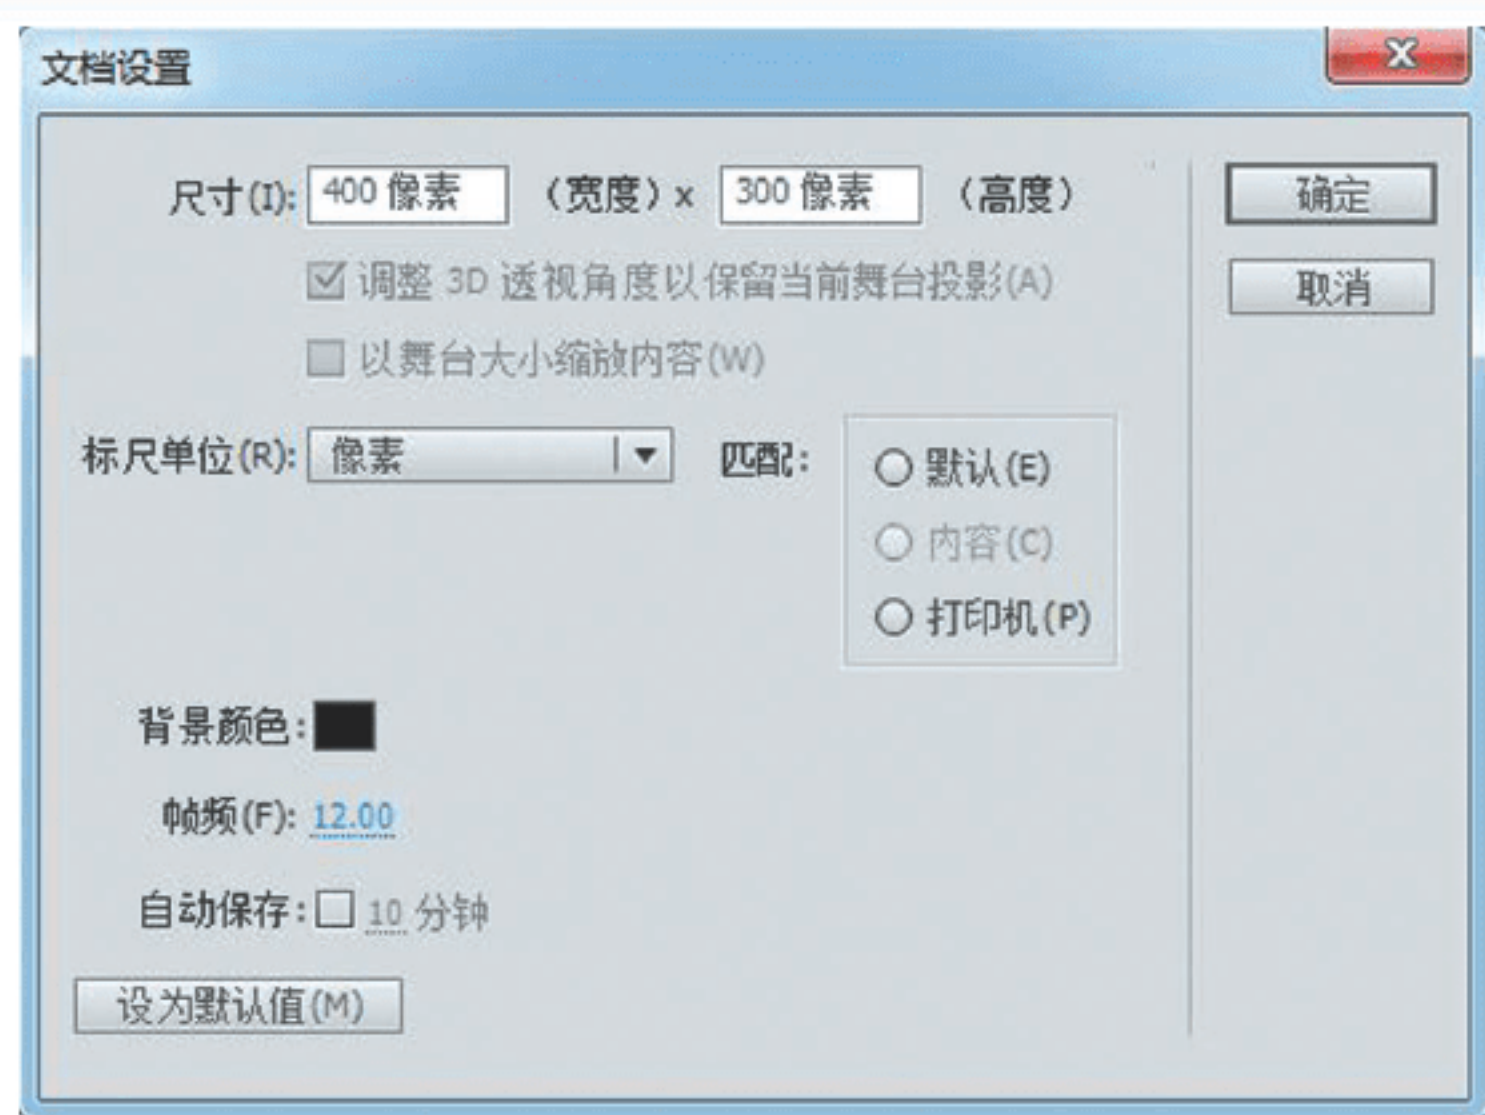 文档设置
尺寸(I): 400 像素 (宽度) x 300 像素 (高度)
确定
调整 3D 透视角度以保留当前舞台投影(A)
取消
以舞台大小缩放内容(W)
标尺单位(R): 像素 匹配: 默认(E)
内容(C)
打印机(P)
背景颜色:
帧频(F): 12.00
自动保存: 10 分钟
设为默认值(M)